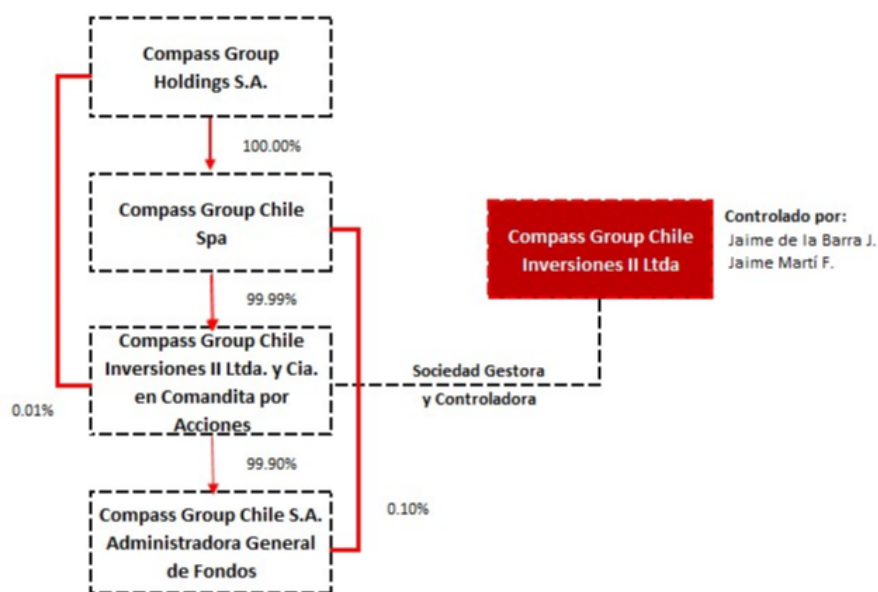 Compass Group
Holdings S.A.
100.00%
Compass Group Chile
Spa
99.99%
Compass Group Chile
Inversiones II Ltda. y Cia.
en Comandita por
Acciones
0.01%
99.90%
Compass Group Chile S.A.
Administradora General
de Fondos
0.10%
Sociedad Gestora
y Controladora
Compass Group Chile
Inversiones II Ltda
Controlado por:
Jaime de la Barra J.
Jaime Martí F.